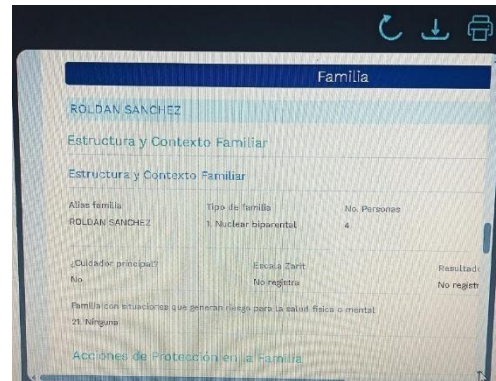 Familia
ROLDAN SANCHEZ
Estructura y Contexto Familiar
Estructura y Contexto Familiar
Alias familia Tipo de familia No. Personas
ROLDAN SANCHEZ 1. Nuclear biparental 4
¿Cuidador principal? Escala Zarit Resultado
No No registra No registr
Familia con situaciones que generan riesgo para la salud física o mental
21. Ninguna
Acciones de Protección en la Familia